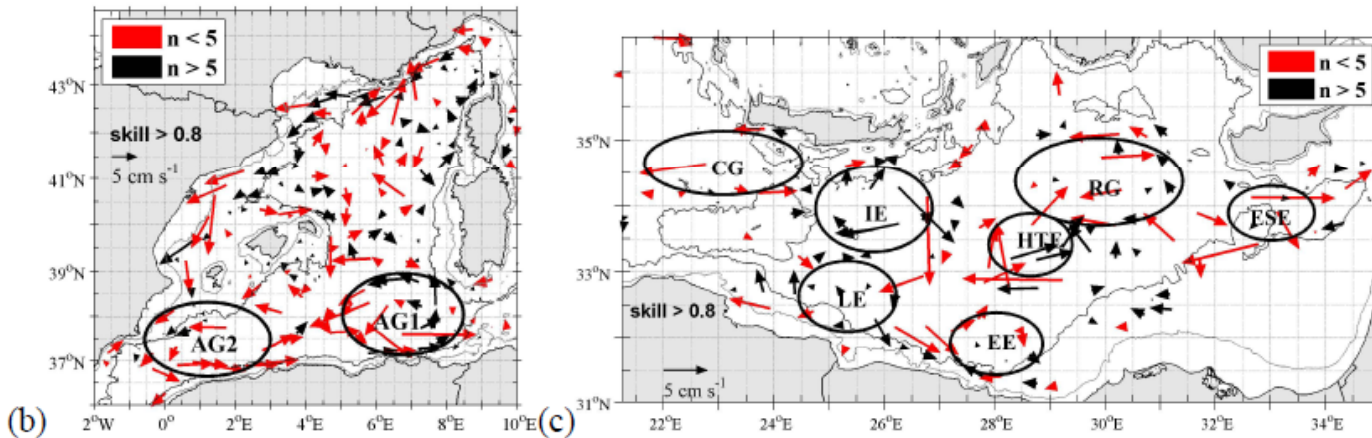 n < 5
n > 5
43°N
skill > 0.8
5 cm s⁻¹
41°N
39°N
AG1
AG2
37°N
(b)
2°W 0° 2°E 4°E 6°E 8°E 10°E
n < 5
n > 5
35°N
CG
RG
IE
ESE
HTE
33°N
LE
skill > 0.8
EE
5 cm s⁻¹
31°N
(c)
22°E 24°E 26°E 28°E 30°E 32°E 34°E